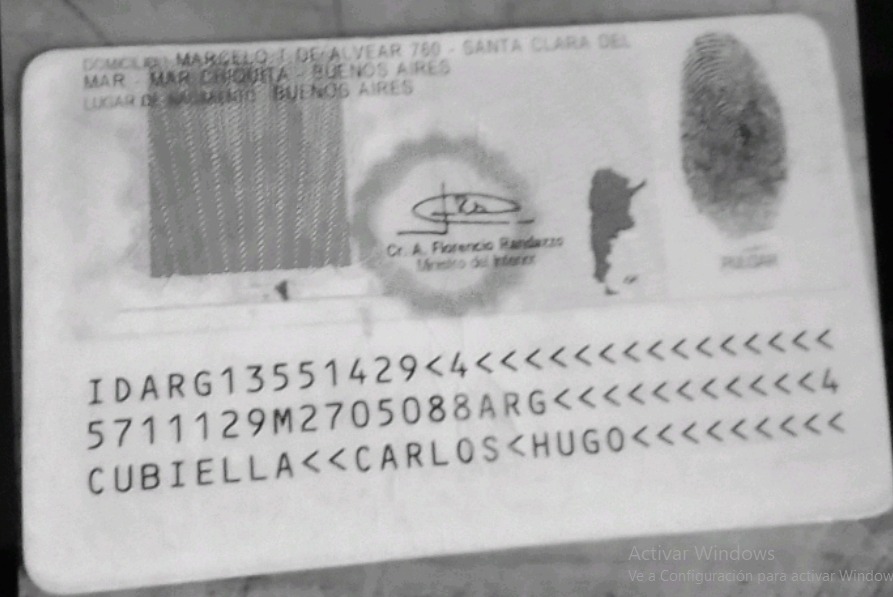 DOMICILIO: MARCELO T DE ALVEAR 760 - SANTA CLARA DEL
MAR - MAR CHIQUITA - BUENOS AIRES
LUGAR DE NACIMIENTO: BUENOS AIRES
Cr. A. Florencio Randazzo
Ministro del Interior
PULGAR
IDARG13551429<4<<<<<<<<<<<<<<<
5711129M2705088ARG<<<<<<<<<<<4
CUBIELLA<<CARLOS<HUGO<<<<<<<<<
Activar Windows
Ve a Configuración para activar Window